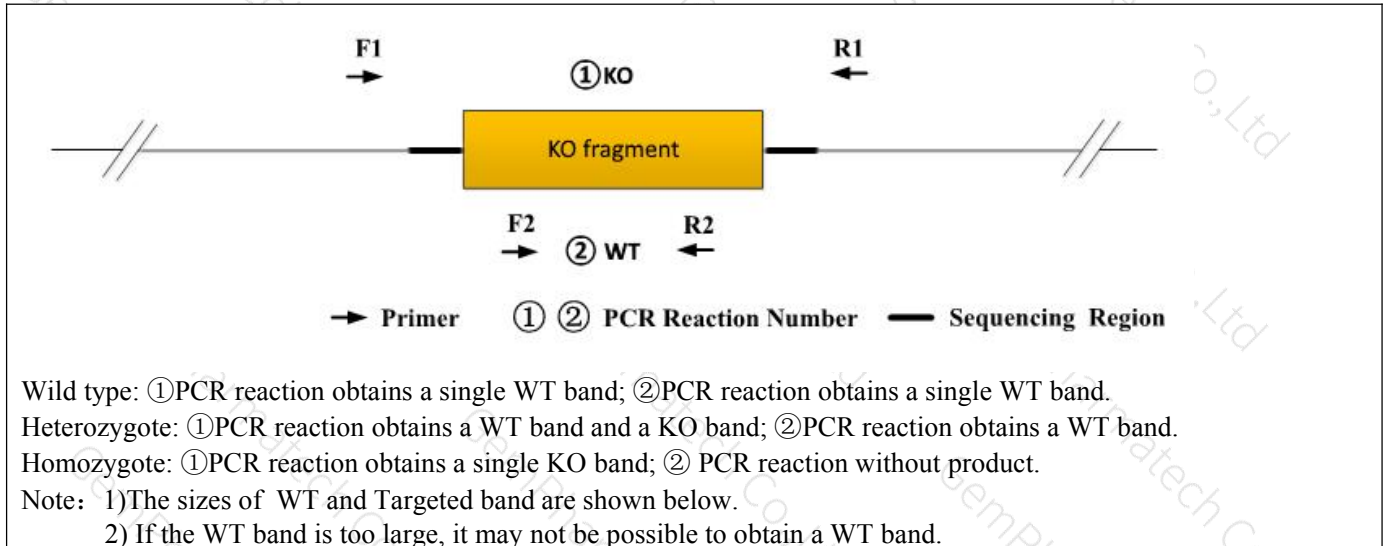 F1 R1
①KO
KO fragment
F2 R2
② WT
Primer ① ② PCR Reaction Number Sequencing Region
Wild type: ①PCR reaction obtains a single WT band; ②PCR reaction obtains a single WT band.
Heterozygote: ①PCR reaction obtains a WT band and a KO band; ②PCR reaction obtains a WT band.
Homozygote: ①PCR reaction obtains a single KO band; ② PCR reaction without product.
Note: 1)The sizes of WT and Targeted band are shown below.
2) If the WT band is too large, it may not be possible to obtain a WT band.